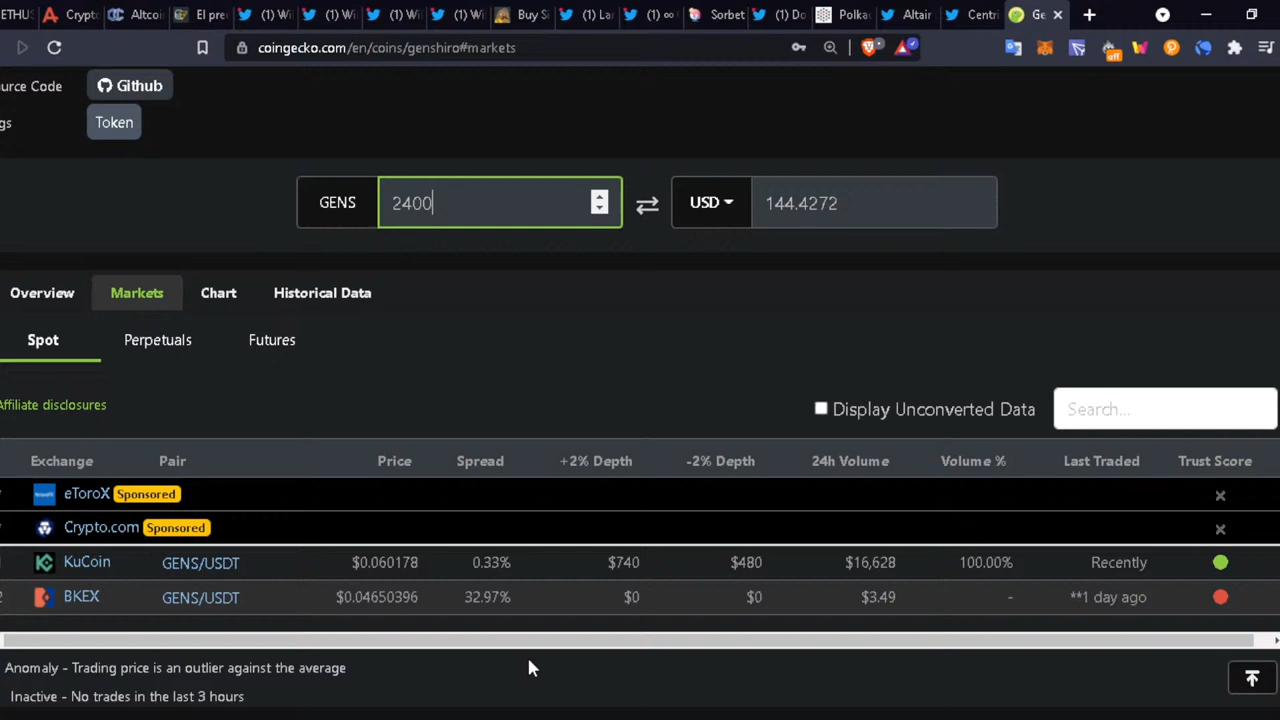 ETHUS
Crypto
Altcoi
El pre
(1) Wi
(1) Wi
(1) Wi
(1) Wi
Buy Si
(1) Lar
(1) ∞
Sorbet
(1) Do
Polka
Altair
Centri
Ge
coingecko.com/en/coins/genshiro#markets
off
urce Code
Github
gs
Token
GENS
2400
USD
144.4272
Overview
Markets
Chart
Historical Data
Spot
Perpetuals
Futures
Affiliate disclosures
Display Unconverted Data
Search...
Exchange Pair Price Spread +2% Depth -2% Depth 24h Volume Volume % Last Traded Trust Score
eToroX Sponsored
Crypto.com Sponsored
KuCoin GENS/USDT $0.060178 0.33% $740 $480 $16,628 100.00% Recently
2 BKEX GENS/USDT $0.04650396 32.97% $0 $0 $3.49 - **1 day ago
Anomaly - Trading price is an outlier against the average
Inactive - No trades in the last 3 hours